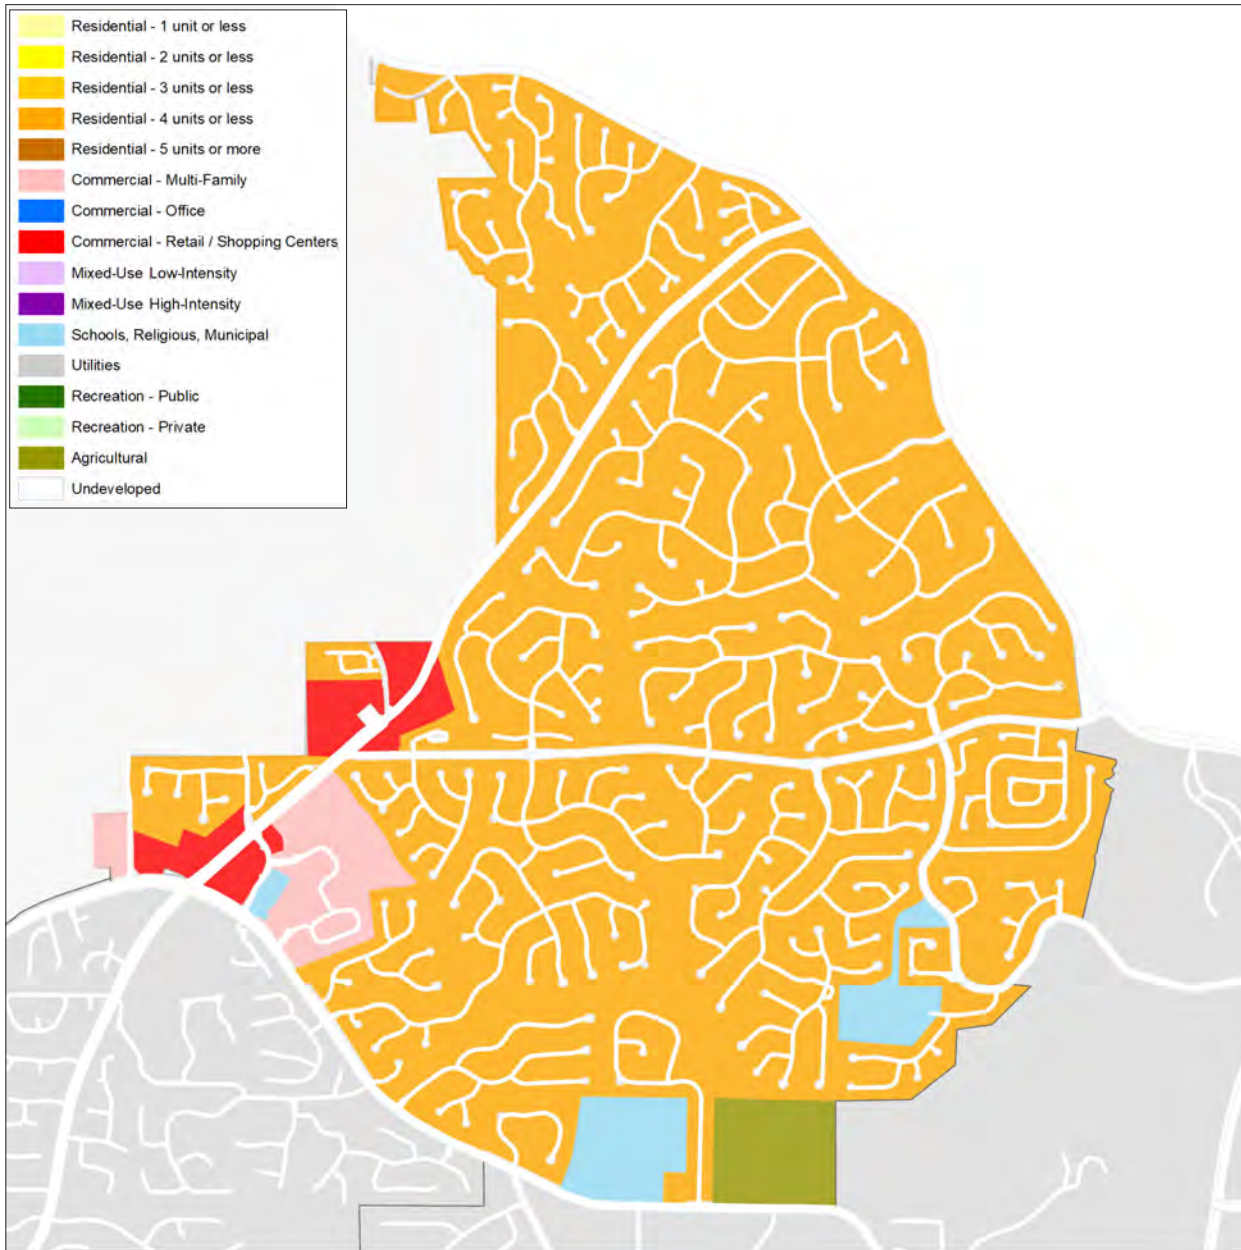 Residential - 1 unit or less
Residential - 2 units or less
Residential - 3 units or less
Residential - 4 units or less
Residential - 5 units or more
Commercial - Multi-Family
Commercial - Office
Commercial - Retail / Shopping Centers
Mixed-Use Low-Intensity
Mixed-Use High-Intensity
Schools, Religious, Municipal
Utilities
Recreation - Public
Recreation - Private
Agricultural
Undeveloped